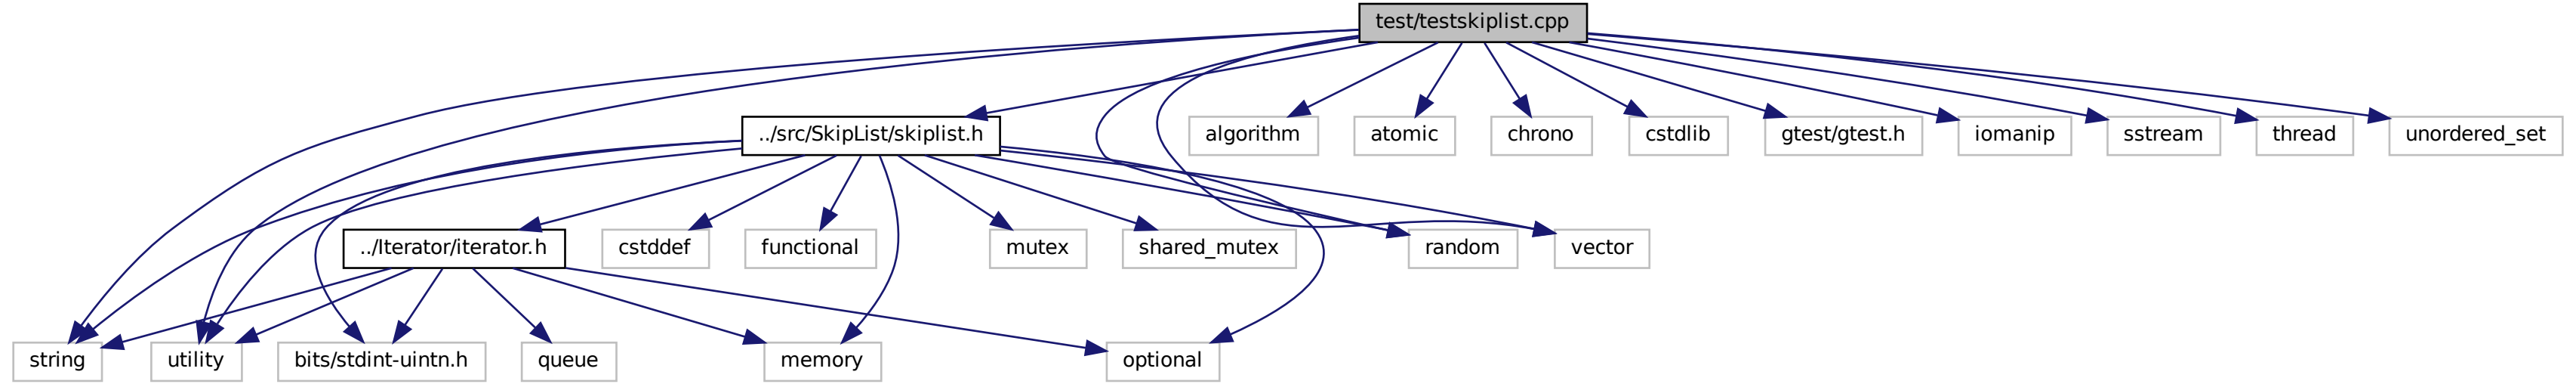 test/testskiplist.cpp
../src/SkipList/skiplist.h
algorithm
atomic
chrono
cstdlib
gtest/gtest.h
iomanip
sstream
thread
unordered_set
../Iterator/iterator.h
cstddef
functional
mutex
shared_mutex
random
vector
string
utility
bits/stdint-uintn.h
queue
memory
optional